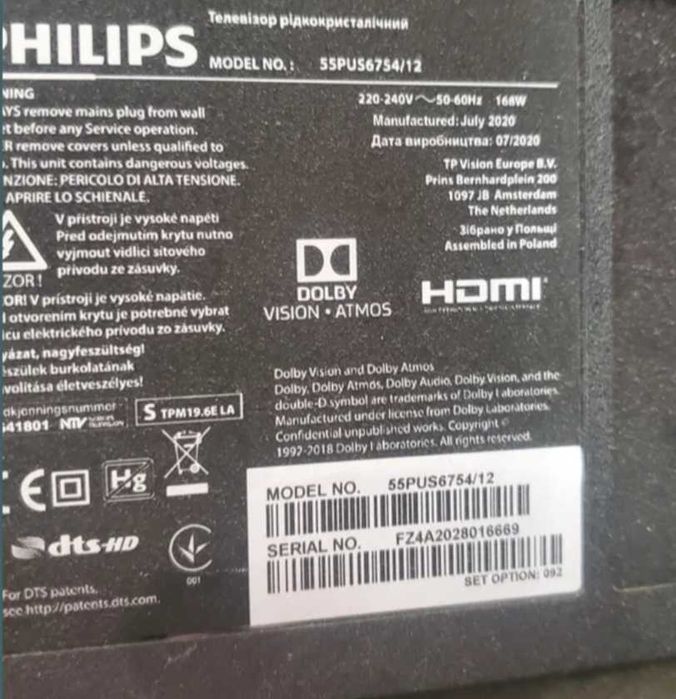 PHILIPS
Телевізор рідкокристалічний
MODEL NO.: 55PUS6754/12
NING
AYS remove mains plug from wall
et before any Service operation.
R remove covers unless qualified to
. This unit contains dangerous voltages.
NZIONE: PERICOLO DI ALTA TENSIONE.
APRIRE LO SCHIENALE.
V přístroji je vysoké napětí
Pred odejmutím krytu nutno
vyjmout vidlici síťového
přivodu ze zásuvky.
ZOR!
OR! V prístroji je vysoké napätie.
otvorením krytu je potrebné vybrat
icu elektrického prívodu zo zásuvky.
yázat, nagyfeszültség!
észülék burkolatának
volitása életveszélyes!
220-240V～50-60Hz 168W
Manufactured: July 2020
Дата виробництва: 07/2020
TP Vision Europe B.V.
Prins Bernhardplein 200
1097 JB Amsterdam
The Netherlands
Зібрано у Польщі
Assembled in Poland
DOLBY
VISION • ATMOS
HDMI
Dolby Vision and Dolby Atmos
Dolby, Dolby Atmos, Dolby Audio, Dolby Vision, and the
double-D symbol are trademarks of Dolby Laboratories.
Manufactured under license from Dolby Laboratories.
Confidential unpublished works. Copyright ©
1992-2018 Dolby Laboratories. All rights reserved.
dkjenningsnummer
41801 NTV
S TPM19.6E LA
CE
Hg
dts-HD
001
For DTS patents,
see http://patents.dts.com.
MODEL NO. 55PUS6754/12
SERIAL NO. FZ4A2028016669
SET OPTION: 092